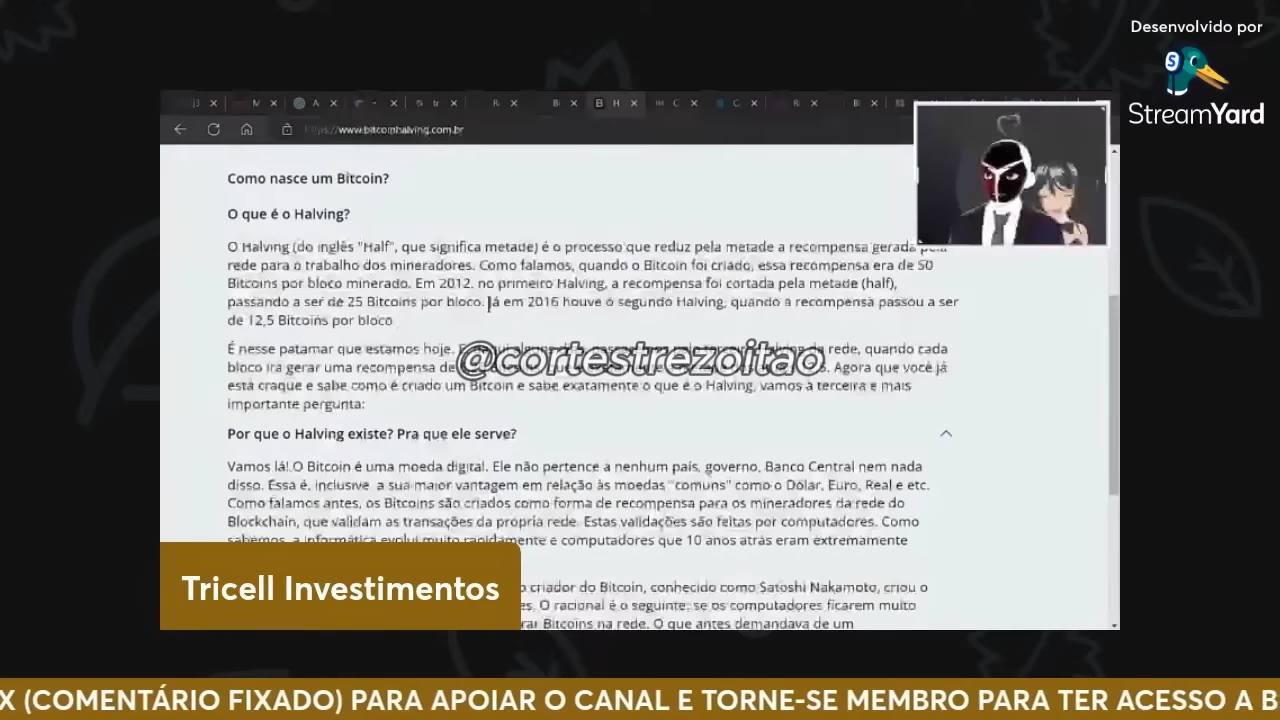 Desenvolvido por
StreamYard
https://www.bitcoinhalving.com.br
Como nasce um Bitcoin?
O que é o Halving?
O Halving (do inglês "Half", que significa metade) é o processo que reduz pela metade a recompensa gerada pela
rede para o trabalho dos mineradores. Como falamos, quando o Bitcoin foi criado, essa recompensa era de 50
Bitcoins por bloco minerado. Em 2012, no primeiro Halving, a recompensa foi cortada pela metade (half),
passando a ser de 25 Bitcoins por bloco. Já em 2016 houve o segundo Halving, quando a recompensa passou a ser
de 12,5 Bitcoins por bloco
É nesse patamar que estamos hoje. rede, quando cada
@cortestrezoitao
bloco irá gerar uma recompensa de Agora que você já
está craque e sabe como é criado um Bitcoin e sabe exatamente o que é o Halving, vamos à terceira e mais
importante pergunta:
Por que o Halving existe? Pra que ele serve?
Vamos lá! O Bitcoin é uma moeda digital. Ele não pertence a nenhum país, governo, Banco Central nem nada
disso. Essa é, inclusive, a sua maior vantagem em relação às moedas "comuns" como o Dólar, Euro, Real e etc.
Como falamos antes, os Bitcoins são criados como forma de recompensa para os mineradores da rede do
Blockchain, que validam as transações da própria rede. Estas validações são feitas por computadores. Como
sabemos, a informática evolui muito rapidamente e computadores que 10 anos atrás eram extremamente
criador do Bitcoin, conhecido como Satoshi Nakamoto, criou o
es. O racional é o seguinte: se os computadores ficarem muito
rar Bitcoins na rede. O que antes demandava de um
Tricell Investimentos
X (COMENTÁRIO FIXADO) PARA APOIAR O CANAL E TORNE-SE MEMBRO PARA TER ACESSO A B